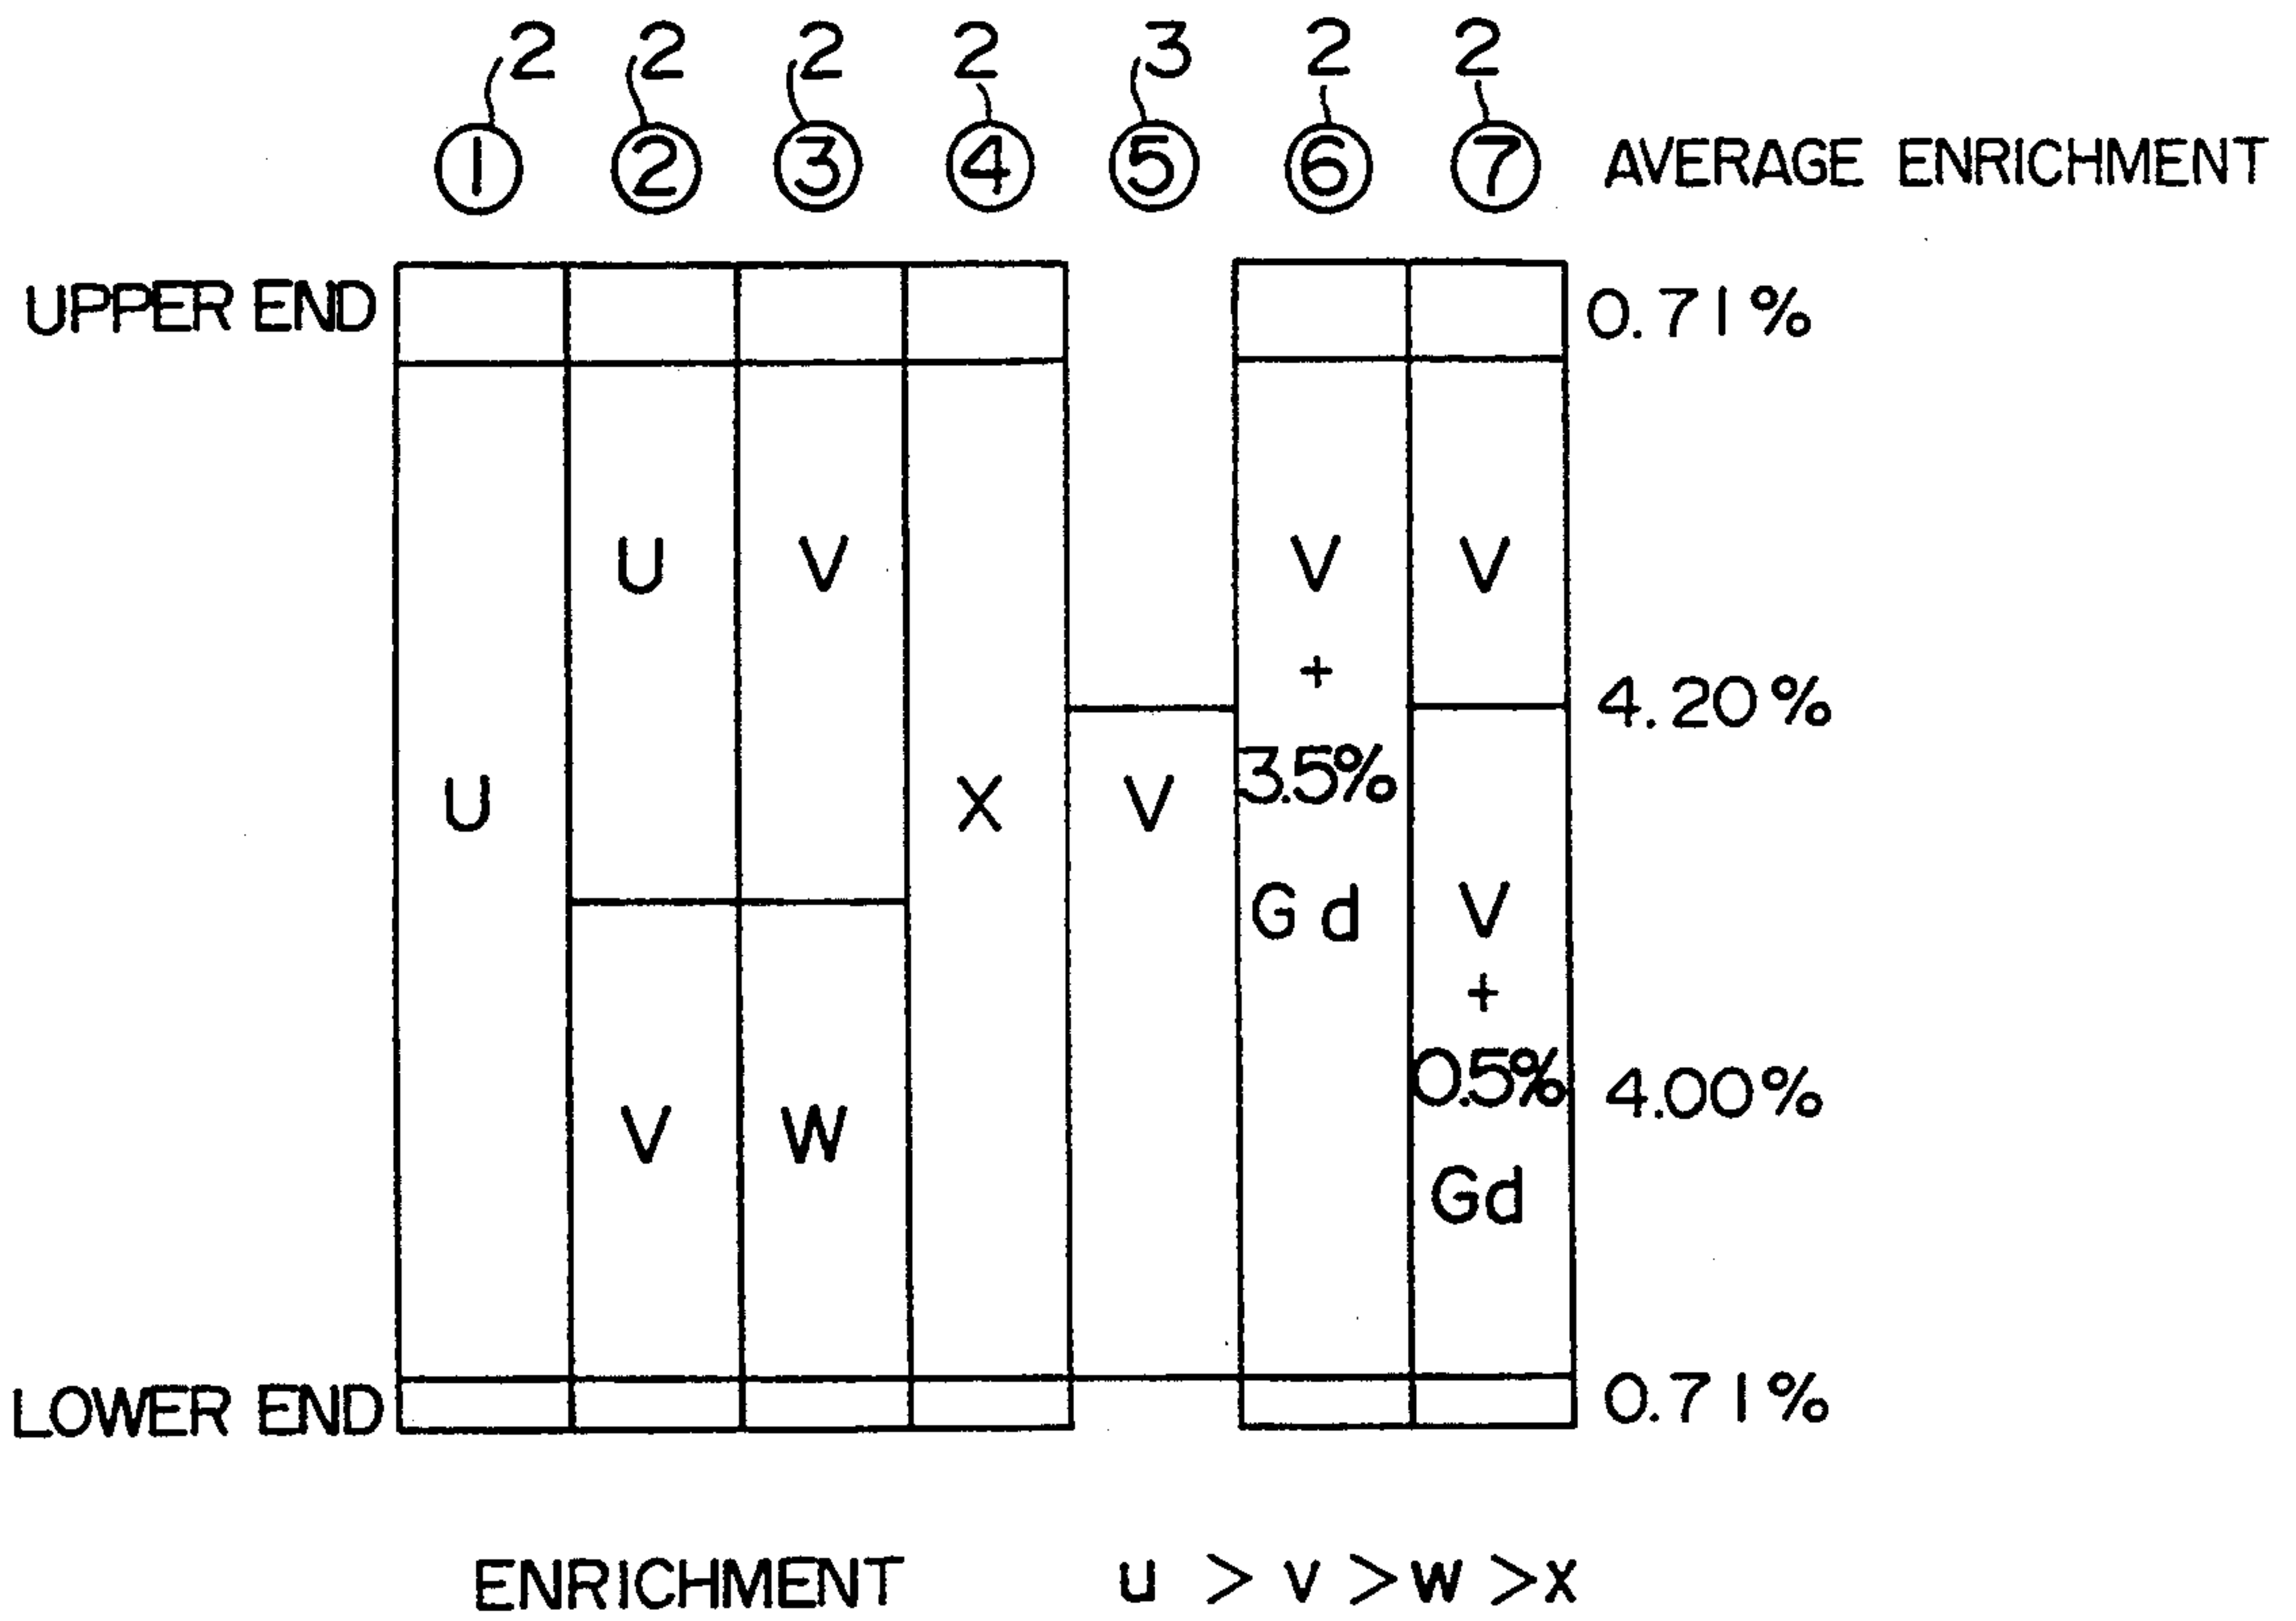 2 2 2 2 3 2 2
① ② ③ ④ ⑤ ⑥ ⑦ AVERAGE ENRICHMENT
UPPER END 0.71%
U V V V
+
4.20%
U X V 3.5%
Gd V
+
0.5% 4.00%
V W
Gd
LOWER END 0.71%
ENRICHMENT u > v > w > x